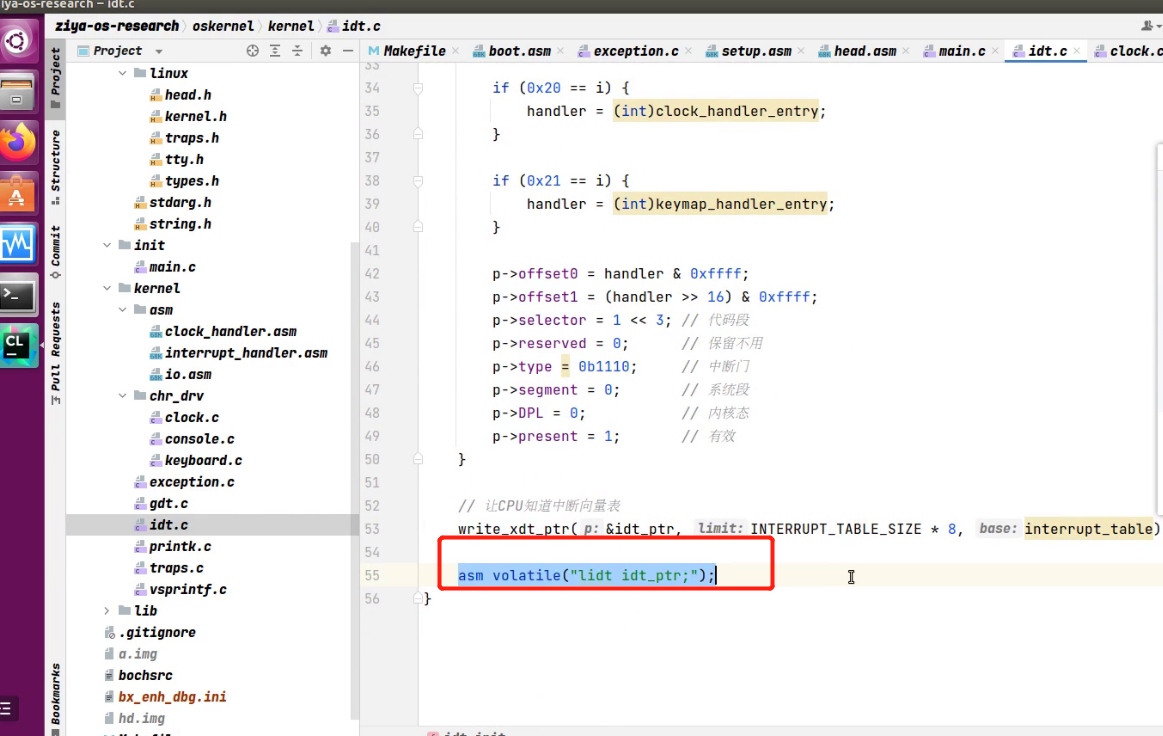 iya-os-research – idt.c
ziya-os-research oskernel kernel idt.c
Project
Makefile boot.asm exception.c setup.asm head.asm main.c idt.c clock.c
Project
Structure
Commit
Pull Requests
Bookmarks
linux
head.h
kernel.h
traps.h
tty.h
types.h
stdarg.h
string.h
init
main.c
kernel
asm
clock_handler.asm
interrupt_handler.asm
io.asm
chr_drv
clock.c
console.c
keyboard.c
exception.c
gdt.c
idt.c
printk.c
traps.c
vsprintf.c
lib
.gitignore
a.img
bochsrc
bx_enh_dbg.ini
hd.img
33
34 if (0x20 == i) {
35 handler = (int)clock_handler_entry;
36 }
37
38 if (0x21 == i) {
39 handler = (int)keymap_handler_entry;
40 }
41
42 p->offset0 = handler & 0xffff;
43 p->offset1 = (handler >> 16) & 0xffff;
44 p->selector = 1 << 3; // 代码段
45 p->reserved = 0; // 保留不用
46 p->type = 0b1110; // 中断门
47 p->segment = 0; // 系统段
48 p->DPL = 0; // 内核态
49 p->present = 1; // 有效
50 }
51
52 // 让CPU知道中断向量表
53 write_xdt_ptr( p: &idt_ptr, limit: INTERRUPT_TABLE_SIZE * 8, base: interrupt_table)
54
55 asm volatile("lidt idt_ptr;");
56 }